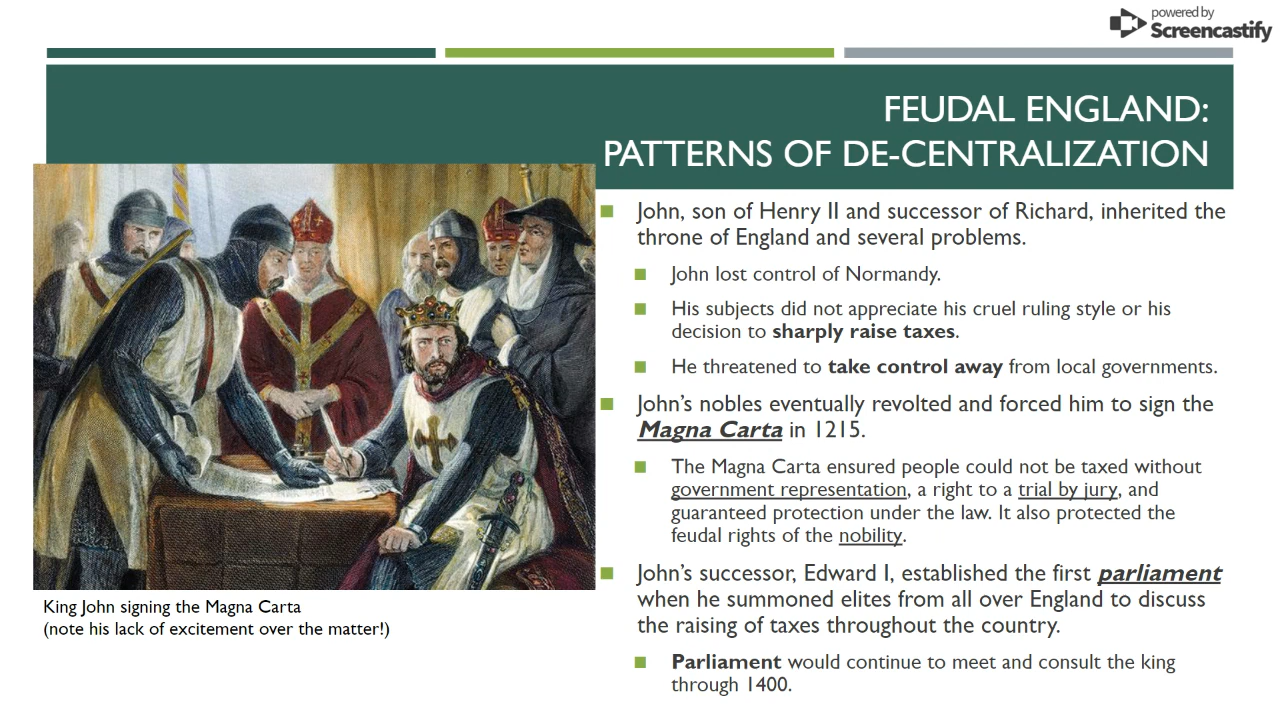 powered by
Screencastify
FEUDAL ENGLAND:
PATTERNS OF DE-CENTRALIZATION
John, son of Henry II and successor of Richard, inherited the
throne of England and several problems.
John lost control of Normandy.
His subjects did not appreciate his cruel ruling style or his
decision to sharply raise taxes.
He threatened to take control away from local governments.
John’s nobles eventually revolted and forced him to sign the
Magna Carta in 1215.
The Magna Carta ensured people could not be taxed without
government representation, a right to a trial by jury, and
guaranteed protection under the law. It also protected the
feudal rights of the nobility.
John’s successor, Edward I, established the first parliament
when he summoned elites from all over England to discuss
the raising of taxes throughout the country.
Parliament would continue to meet and consult the king
through 1400.
King John signing the Magna Carta
(note his lack of excitement over the matter!)